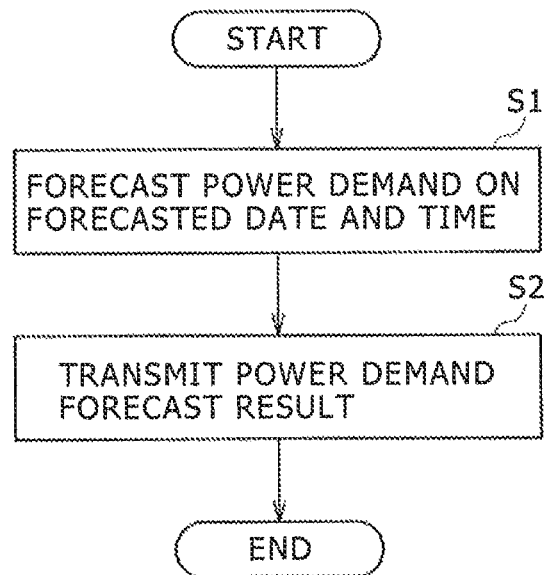 START
S1
FORECAST POWER DEMAND ON
FORECASTED DATE AND TIME
S2
TRANSMIT POWER DEMAND
FORECAST RESULT
END